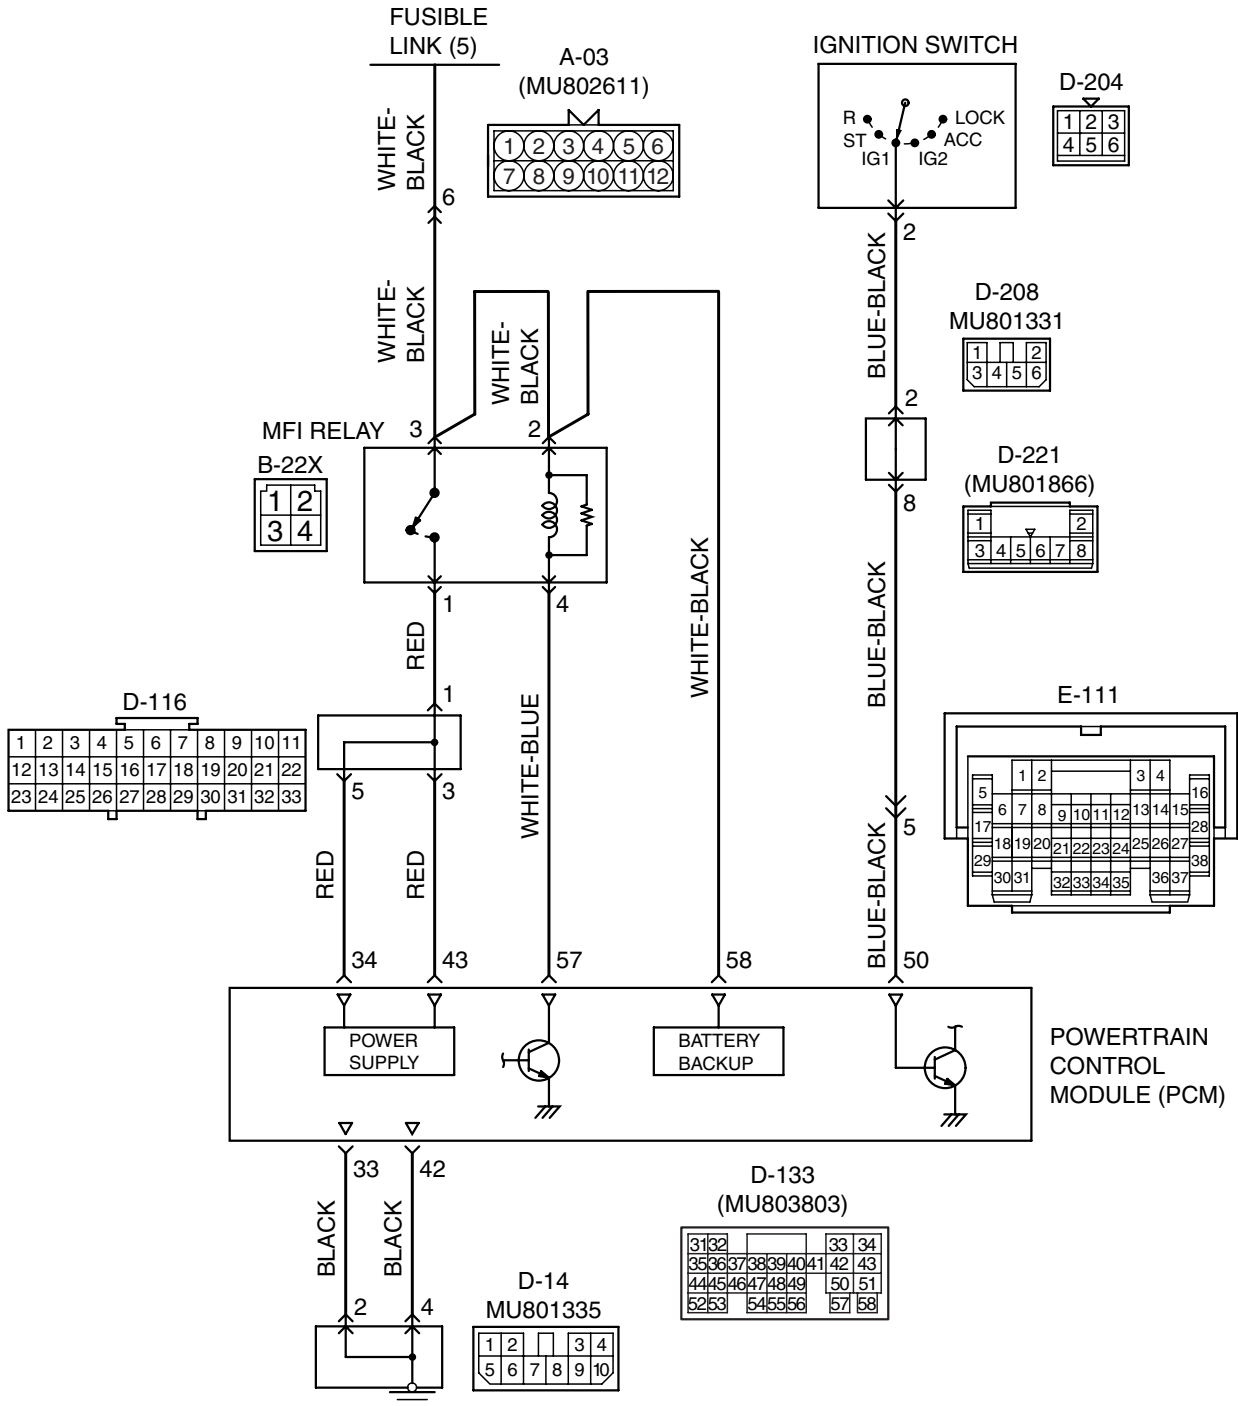 FUSIBLE
LINK (5)
A-03
(MU802611)
1 2 3 4 5 6
7 8 9 10 11 12
IGNITION SWITCH
R
ST
IG1
IG2
ACC
LOCK
D-204
1 2 3
4 5 6
WHITE-
BLACK
6
2
WHITE-
BLACK
WHITE-
BLACK
BLUE-BLACK
D-208
MU801331
1 2
3 4 5 6
MFI RELAY
3
2
2
B-22X
1 2
3 4
D-221
(MU801866)
1 2
3 4 5 6 7 8
8
1
4
RED
WHITE-BLACK
BLUE-BLACK
D-116
1 2 3 4 5 6 7 8 9 10 11
12 13 14 15 16 17 18 19 20 21 22
23 24 25 26 27 28 29 30 31 32 33
1
5
3
WHITE-BLUE
E-111
1 2 3 4
5 16
6 7 8 9 10 11 12 13 14 15
17 28
18 19 20 21 22 23 24 25 26 27
29 38
30 31 32 33 34 35 36 37
5
RED
RED
BLUE-BLACK
34
43
57
58
50
POWER
SUPPLY
BATTERY
BACKUP
POWERTRAIN
CONTROL
MODULE (PCM)
33
42
BLACK
BLACK
D-133
(MU803803)
31 32 33 34
35 36 37 38 39 40 41 42 43
44 45 46 47 48 49 50 51
52 53 54 55 56 57 58
2
4
D-14
MU801335
1 2 3 4
5 6 7 8 9 10